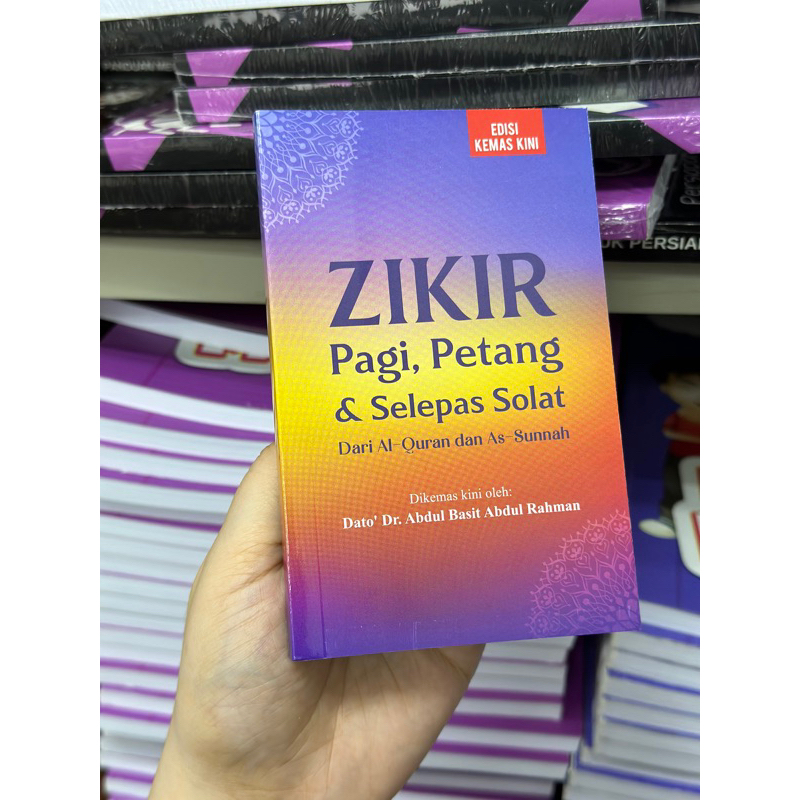 EDISI
KEMAS KINI
ZIKIR
Pagi, Petang
& Selepas Solat
Dari Al-Quran dan As-Sunnah
Dikemas kini oleh:
Dato' Dr. Abdul Basit Abdul Rahman